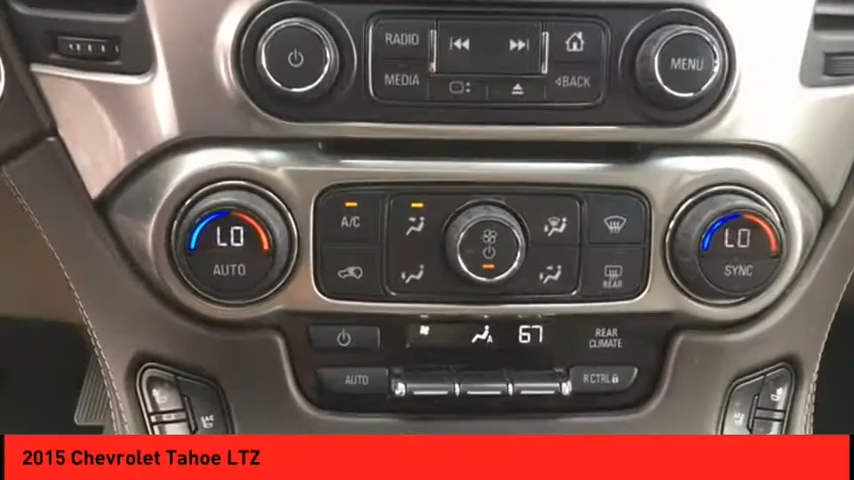 RADIO
MENU
MEDIA
BACK
A/C
LO
LO
AUTO
SYNC
REAR
67
REAR
CLIMATE
AUTO
R CTRL
2015 Chevrolet Tahoe LTZ